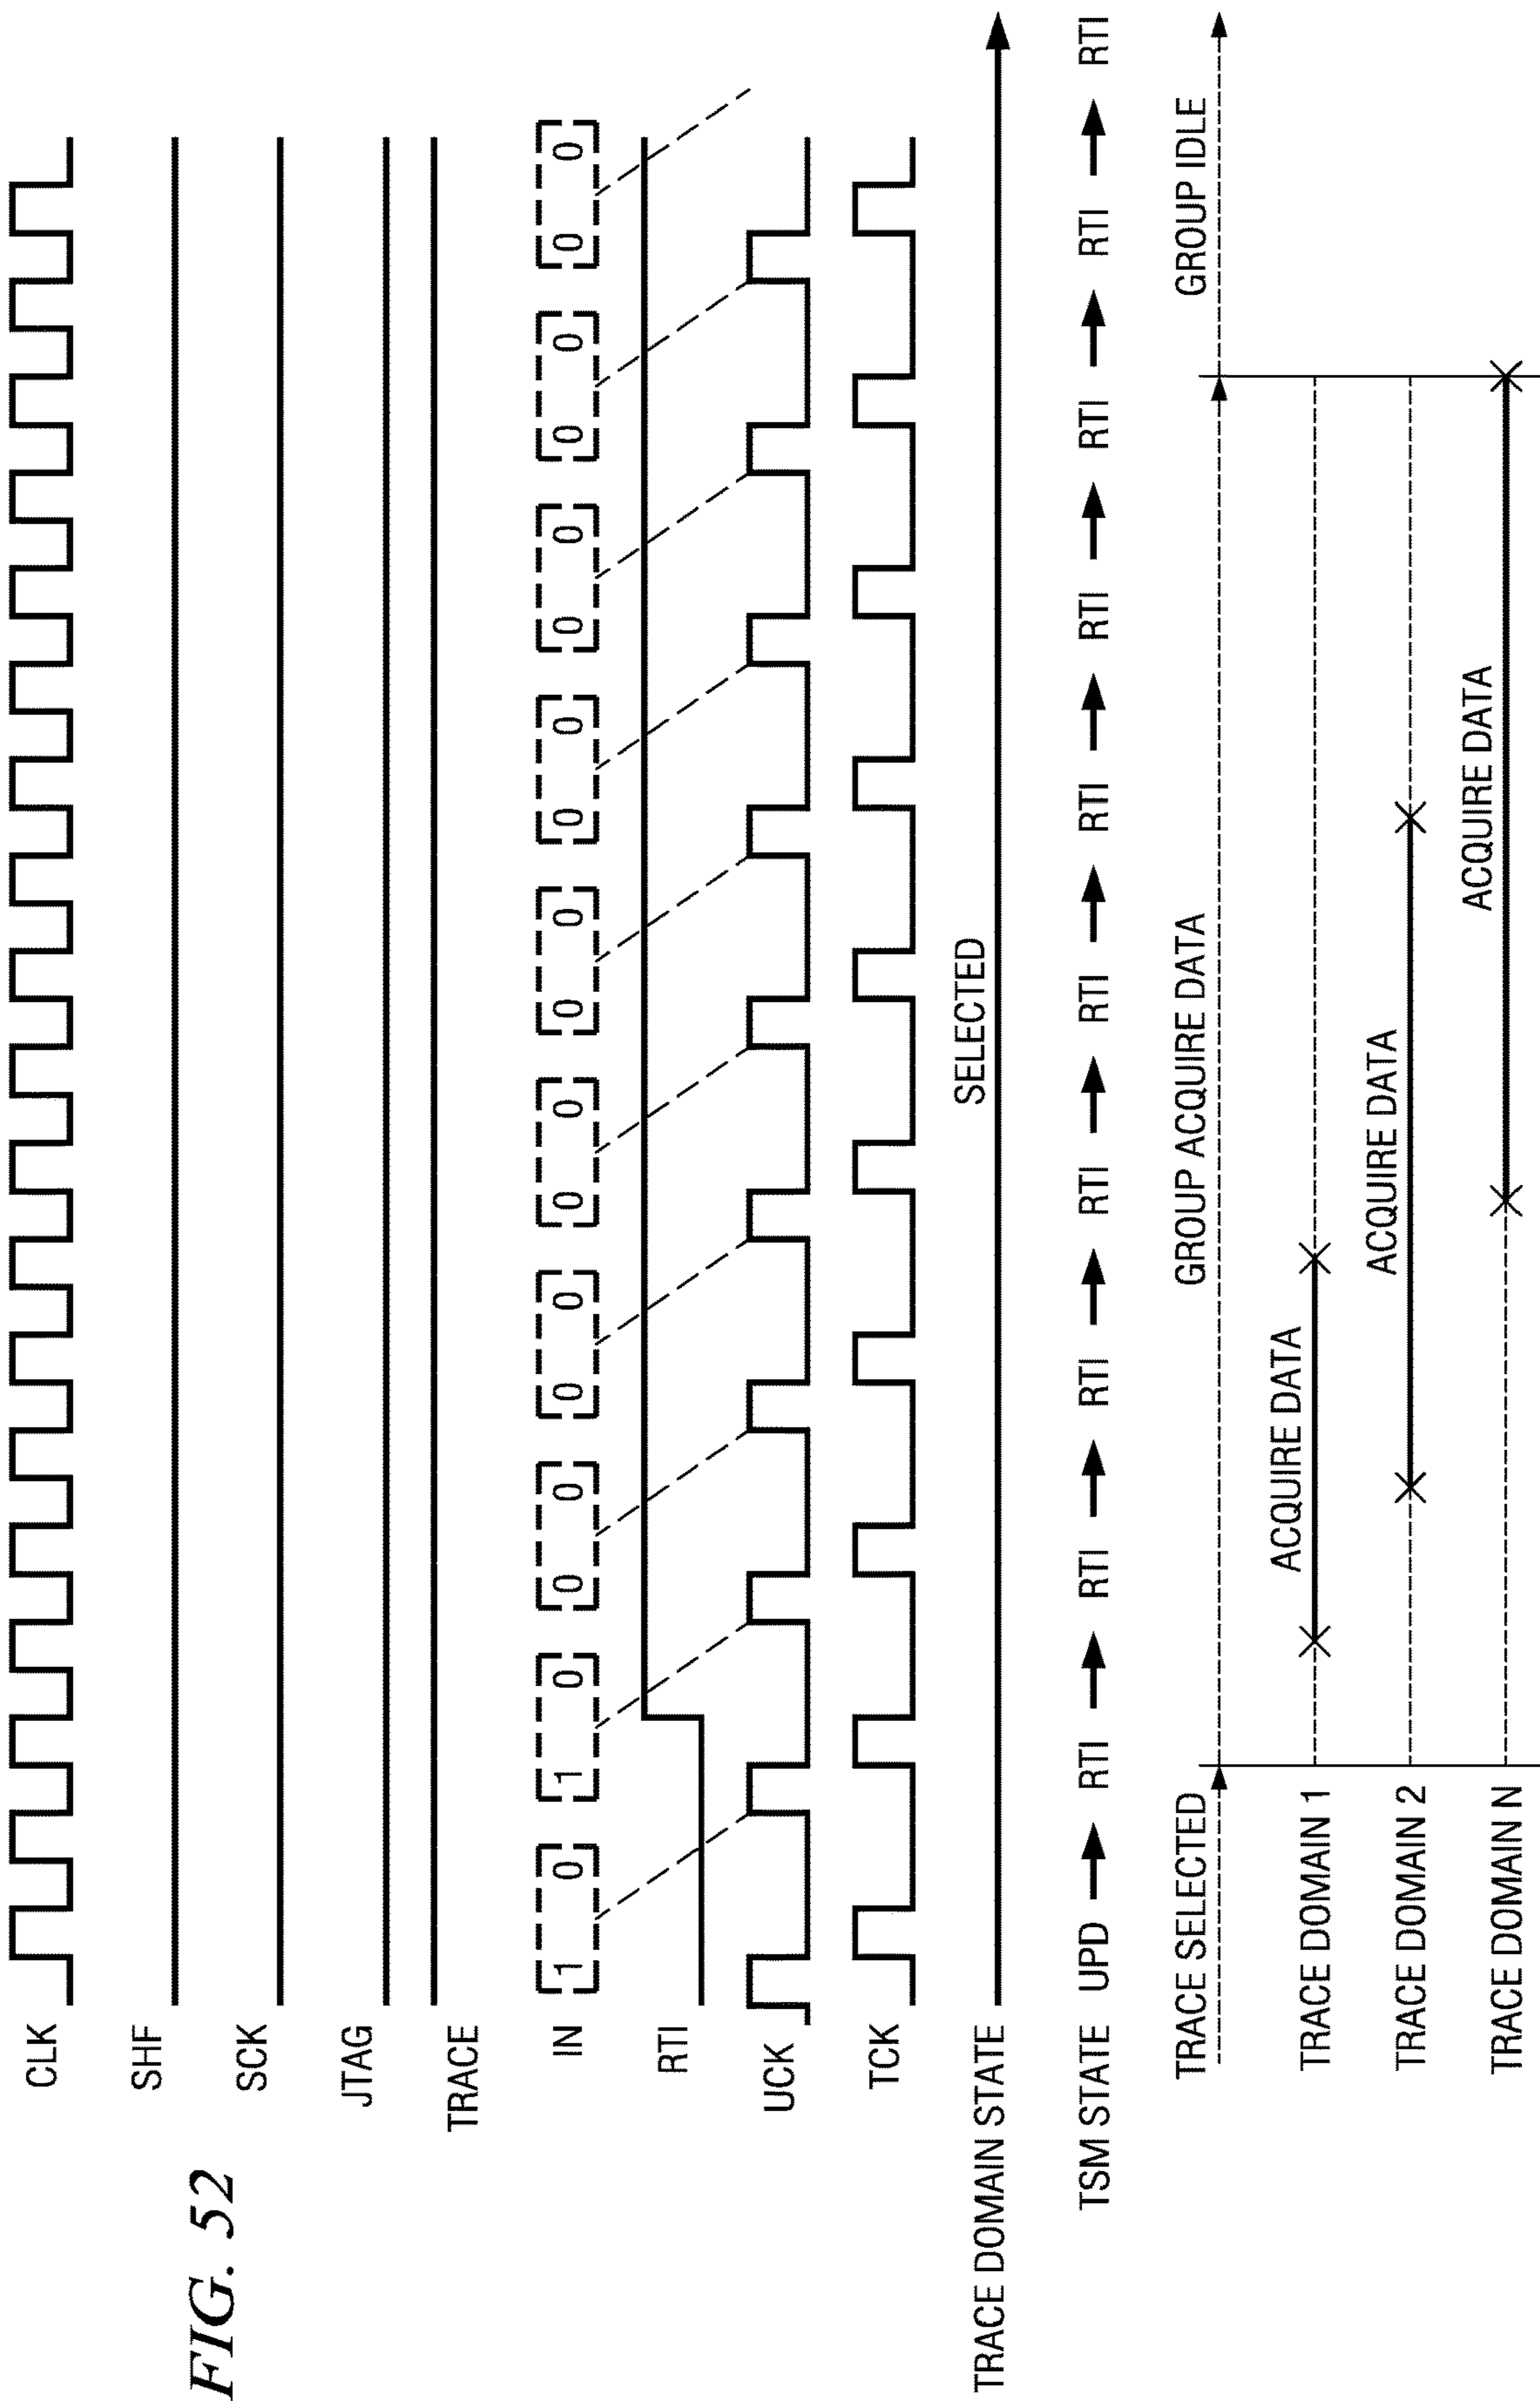 FIG. 52
CLK
SHF
SCK
JTAG
TRACE
IN 1 0 1 0 0 0 0 0 0 0 0 0 0 0 0 0 0 0 0 0
RTI
UCK
TCK
SELECTED
TRACE DOMAIN STATE
TSM STATE UPD RTI RTI RTI RTI RTI RTI RTI RTI RTI RTI
TRACE SELECTED GROUP ACQUIRE DATA GROUP IDLE
ACQUIRE DATA
TRACE DOMAIN 1
ACQUIRE DATA
TRACE DOMAIN 2
ACQUIRE DATA
TRACE DOMAIN N